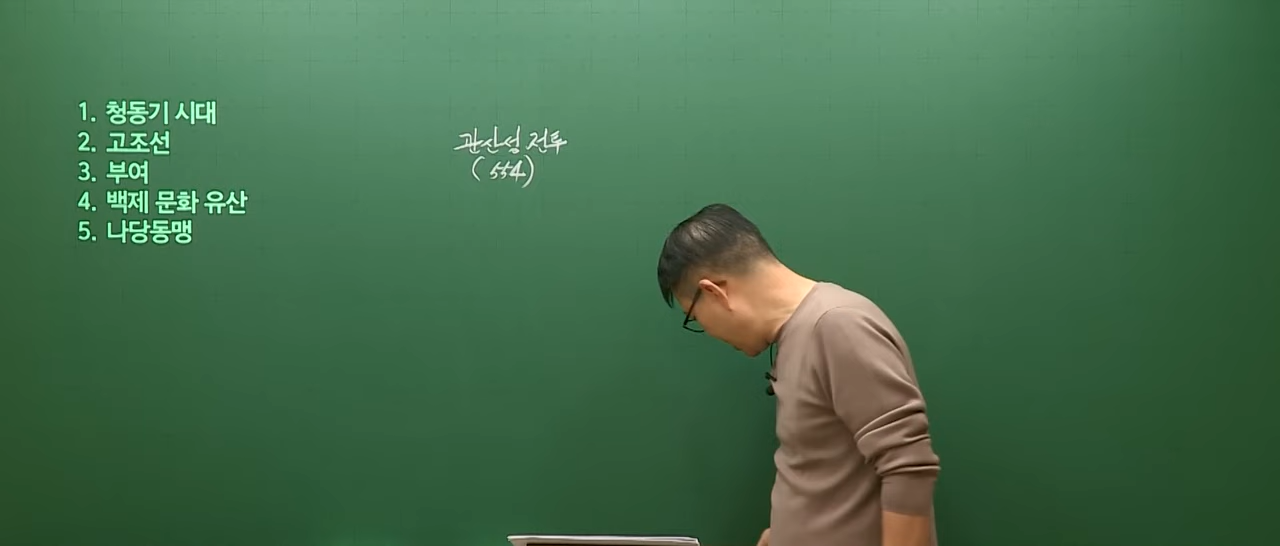 1. 청동기 시대
2. 고조선
3. 부여
4. 백제 문화 유산
5. 나당동맹
관산성 전투
(554)